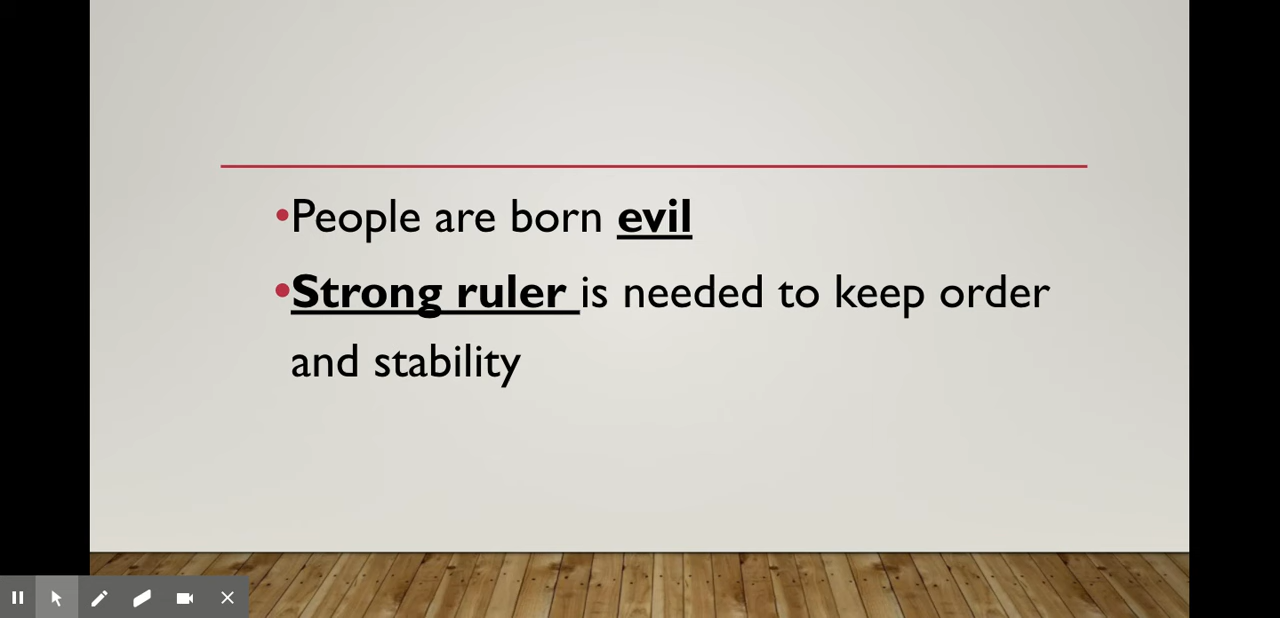 •People are born evil
•Strong ruler is needed to keep order
and stability